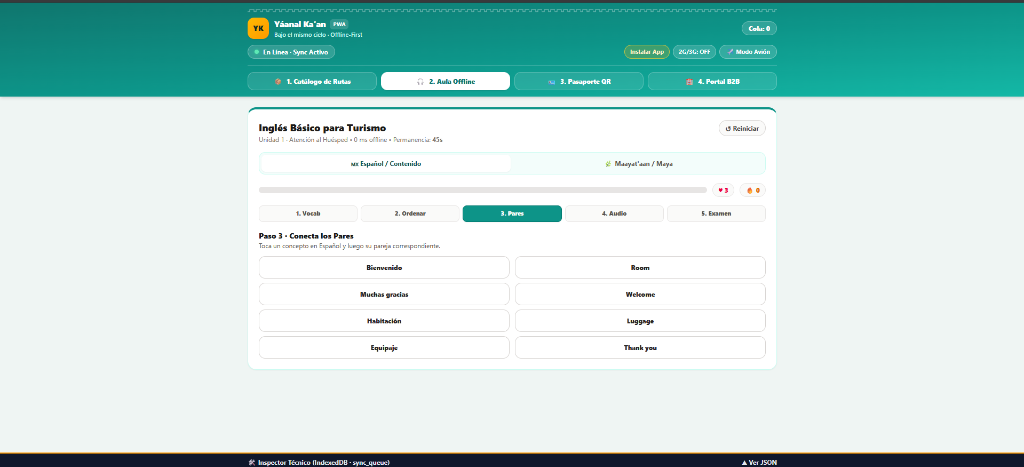 YK
Yáanal Ka'an PWA
Bajo el mismo cielo · Offline-First
Cola: 0
En Línea · Sync Activo
Instalar App
2G/3G: OFF
Modo Avión
1. Catálogo de Rutas
2. Aula Offline
3. Pasaporte QR
4. Portal B2B
Inglés Básico para Turismo
Unidad 1 · Atención al Huésped • 0 ms offline • Permanencia: 45s
↺ Reiniciar
MX Español / Contenido
Maayat'aan / Maya
♥ 3
🔥 0
1. Vocab
2. Ordenar
3. Pares
4. Audio
5. Examen
Paso 3 · Conecta los Pares
Toca un concepto en Español y luego su pareja correspondiente.
Bienvenido
Room
Muchas gracias
Welcome
Habitación
Luggage
Equipaje
Thank you
🛠 Inspector Técnico (IndexedDB · sync_queue)
▲ Ver JSON